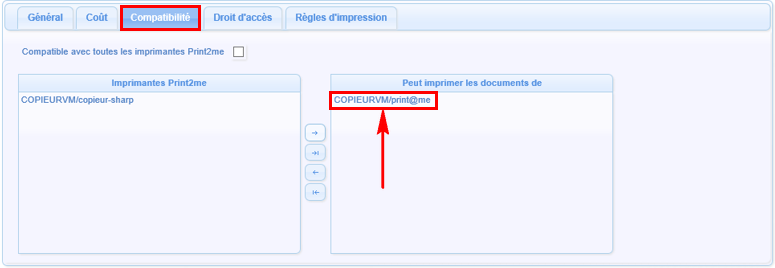 Général Coût Compatibilité Droit d'accès Règles d'impression
Compatible avec toutes les imprimantes Print2me
Imprimantes Print2me Peut imprimer les documents de
COPIEURVM/copieur-sharp COPIEURVM/print@me